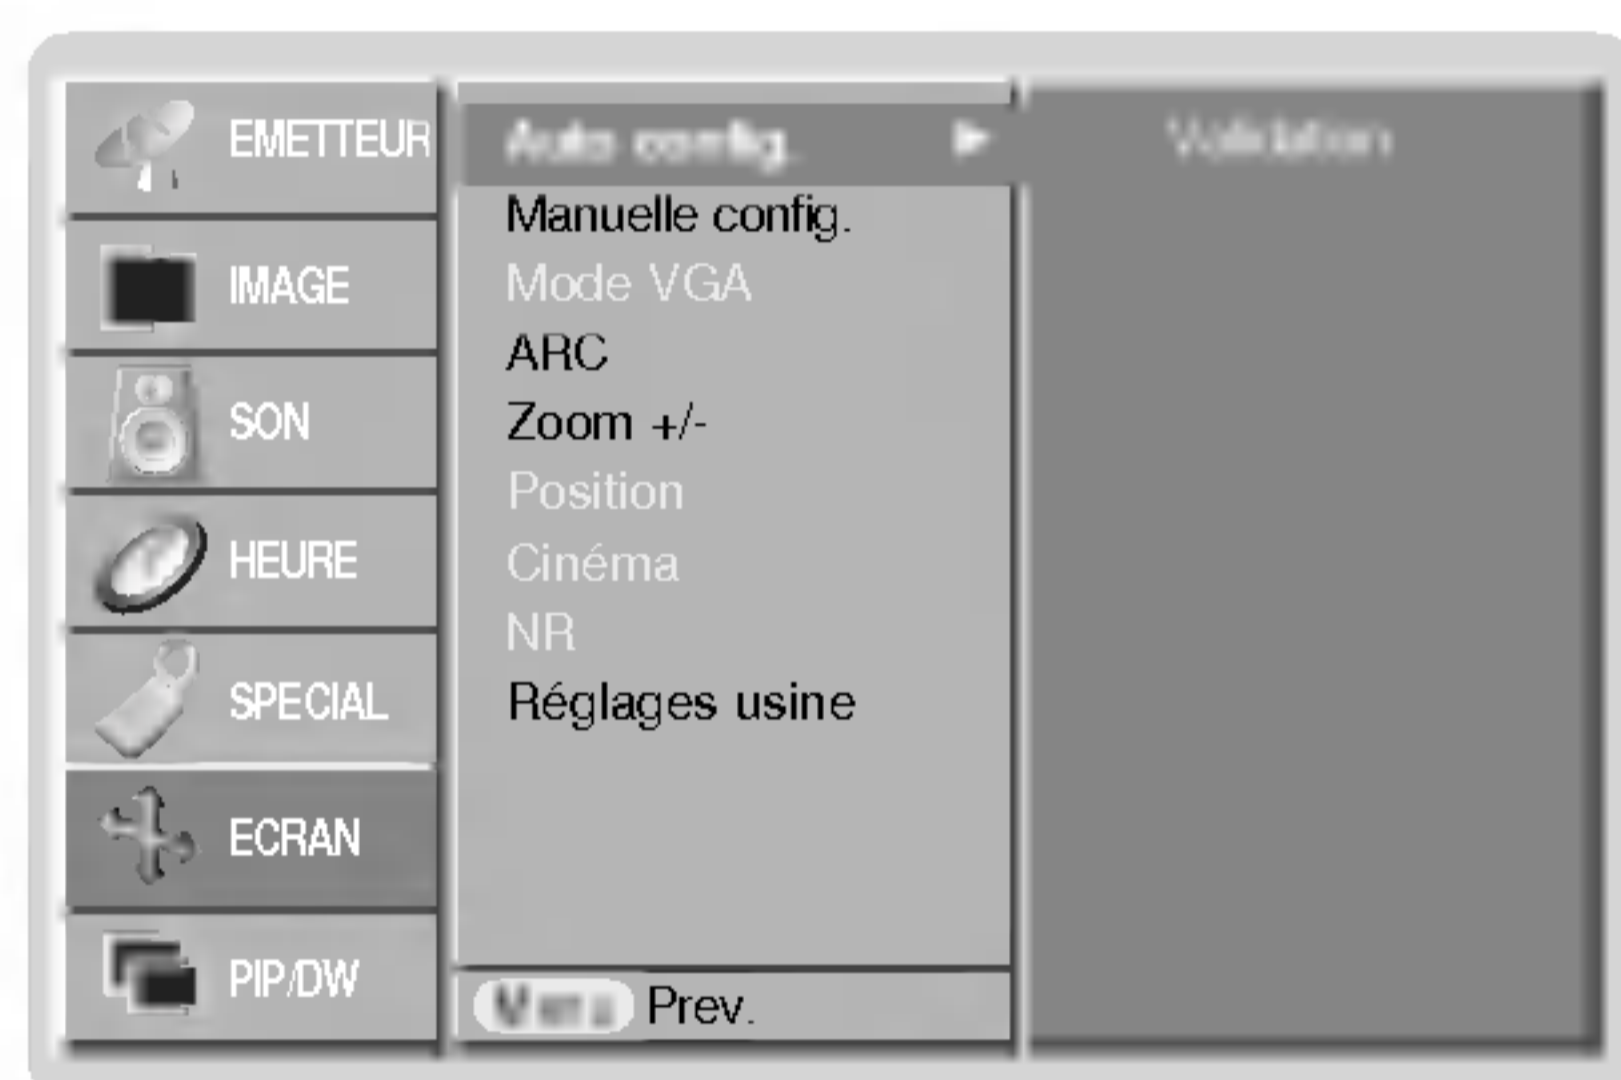 EMETTEUR
IMAGE
SON
HEURE
SPECIAL
ECRAN
PIP/DW
Auto config.
Manuelle config.
Mode VGA
ARC
Zoom +/-
Position
Cinéma
NR
Réglages usine
Menu Prev.
Validation